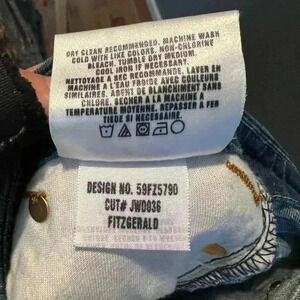 DRY CLEAN RECOMMENDED, MACHINE WASH
COLD WITH LIKE COLORS. NON-CHLORINE
BLEACH. TUMBLE DRY MEDIUM.
COOL IRON IF NECESSARY.
NETTOYAGE A SEC RECOMMANDE, LAVER EN
MACHINE A L'EAU FROIDE AVEC COULEURS
SIMILAIRES. AGENT DE BLANCHIMENT SANS
CHLORE. SECHER A LA MACHINE A
TEMPERATURE MOYENNE. REPASSER A FER
TIEDE SI NECESSAIRE.
DESIGN NO. 59FZ5790
CUT# JWD036
FITZGERALD